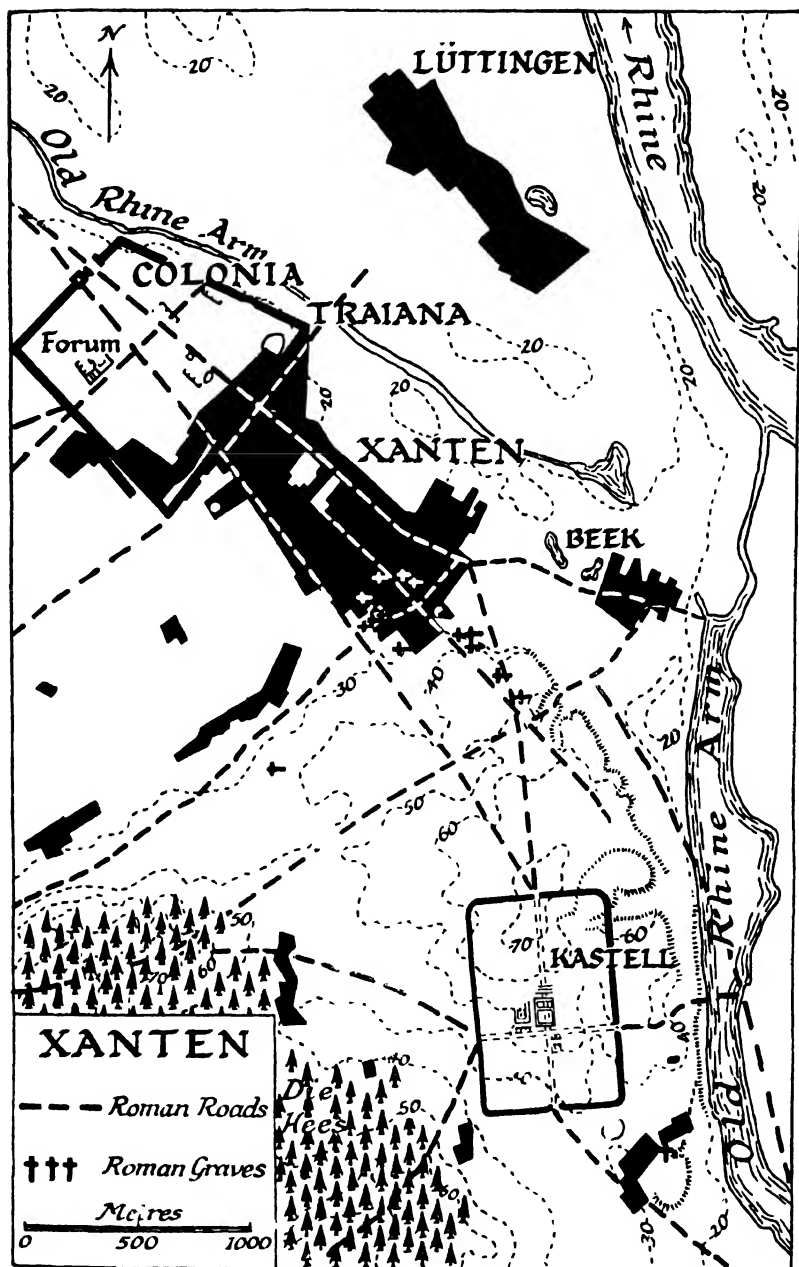 N
LÜTTINGEN
← Rhine
20
20
20
20
Old Rhine Arm
COLONIA
TRAIANA
Forum
20
20
20
20
XANTEN
BEEK
30
40
20
50
60
Old Rhine Arm
50
60
70
70
60
KASTELL
40
XANTEN
Roman Roads
Roman Graves
Metres
0 500 1000
40
Die
Hees
50
60
30
20